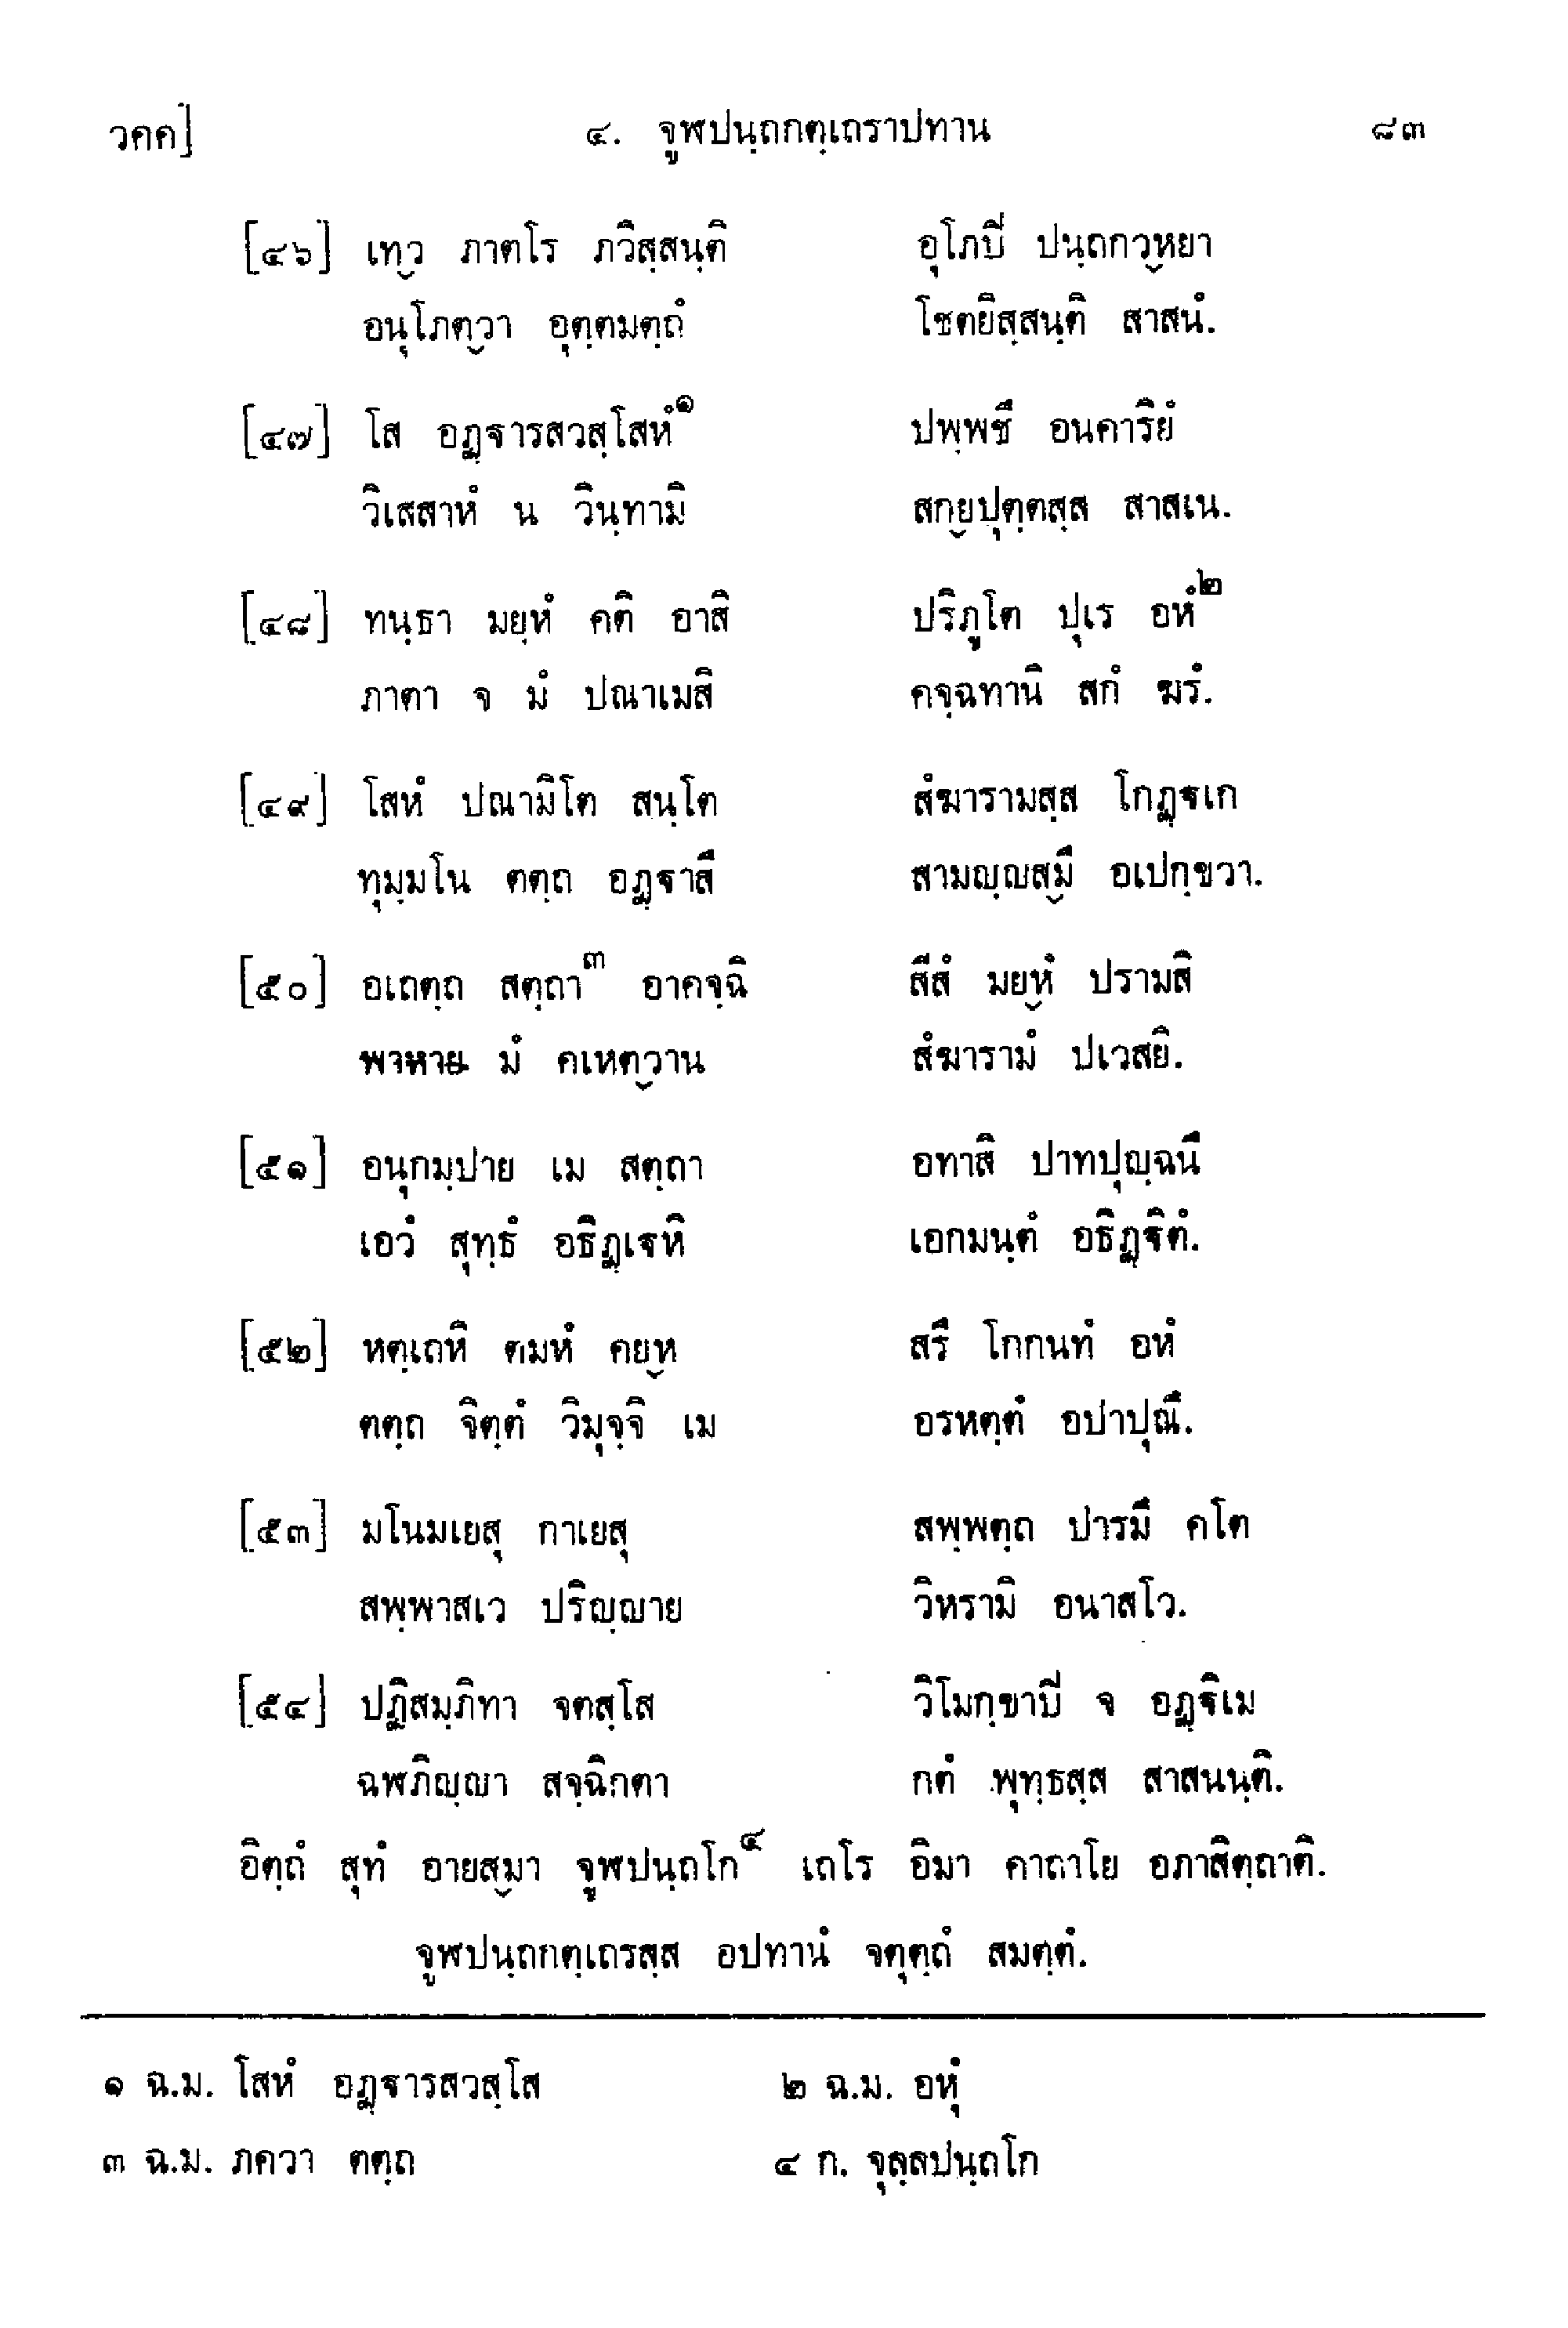 วคค]	๔. จูฬปนฺถกตฺเถราปทาน	๘๓
[๔๖] เทฺว ภาตโร ภวิสฺสนฺติ	อุโภปิ ปนฺถกวฺหยา
อนุโภตฺวา อุตฺตมตฺถํ	โชตยิสฺสนฺติ สาสนํ.
[๔๗] โส อฏฺฐารสวสฺโสหํ๑	ปพฺพชึ อนคาริยํ
วิเสสาหํ น วินฺทามิ	สกฺยปุตฺตสฺส สาสเน.
[๔๘] ทนฺธา มยฺหํ คติ อาสิ	ปริภูโต ปุเร อหํ๒
ภาตา จ มํ ปณาเมสิ	คจฺฉทานิ สกํ ฆรํ.
[๔๙] โสหํ ปณามิโต สนฺโต	สํฆารามสฺส โกฏฺฐเก
ทุมฺมโน ตตฺถ อฏฺฐาสึ	สามญฺญสฺมึ อเปกฺขวา.
[๕๐] อเถตฺถ สตฺถา๓ อาคจฺฉิ	สีสํ มยฺหํ ปรามสิ
พาหาย มํ คเหตฺวาน	สํฆารามํ ปเวสยิ.
[๕๑] อนุกมฺปาย เม สตฺถา	อทาสิ ปาทปุญฺฉนึ
เอวํ สุทฺธํ อธิฏฺเฐหิ	เอกมนฺตํ อธิฏฺฐิตํ.
[๕๒] หตฺเถหิ ตมหํ คยฺห	สรึ โกกนทํ อหํ
ตตฺถ จิตฺตํ วิมุจฺจิ เม	อรหตฺตํ อปาปุณึ.
[๕๓] มโนมเยสุ กาเยสุ	สพฺพตฺถ ปารมึ คโต
สพฺพาสเว ปริญฺญาย	วิหรามิ อนาสโว.
[๕๔] ปฏิสมฺภิทา จตสฺโส	วิโมกฺขาปิ จ อฏฺฐิเม
ฉฬภิญฺญา สจฺฉิกตา	กตํ พุทฺธสฺส สาสนนฺติ.
อิตฺถํ สุทํ อายสฺมา จูฬปนฺถโก๔ เถโร อิมา คาถาโย อภาสิตฺถาติ.
จูฬปนฺถกตฺเถรสฺส อปทานํ จตุตฺถํ สมตฺตํ.
๑ ฉ.ม. โสหํ อฏฺฐารสวสฺโส	๒ ฉ.ม. อหุํ
๓ ฉ.ม. ภควา ตตฺถ	๔ ก. จุลฺลปนฺถโก